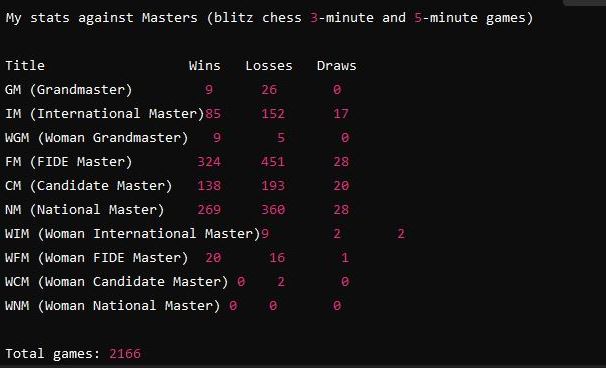 My stats against Masters (blitz chess 3-minute and 5-minute games)
Title Wins Losses Draws
GM (Grandmaster) 9 26 0
IM (International Master)85 152 17
WGM (Woman Grandmaster) 9 5 0
FM (FIDE Master) 324 451 28
CM (Candidate Master) 138 193 20
NM (National Master) 269 360 28
WIM (Woman International Master)9 2 2
WFM (Woman FIDE Master) 20 16 1
WCM (Woman Candidate Master) 0 2 0
WNM (Woman National Master) 0 0 0
Total games: 2166